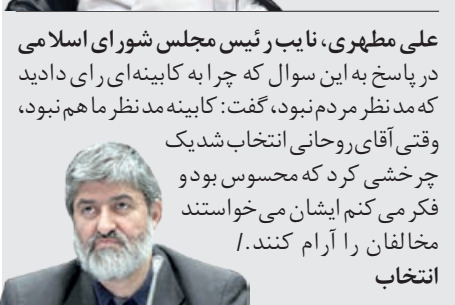 علی مطهری، نایب رئیس مجلس شورای اسلامی
در پاسخ به این سوال که چرا به کابینه‌ای رای دادید
که مدنظر مردم نبود، گفت: کابینه مدنظر ما هم نبود،
وقتی آقای روحانی انتخاب شد یک
چرخشی کرد که محسوس بود و
فکر می کنم ایشان می‌خواستند
مخالفان را آرام کنند./
انتخاب